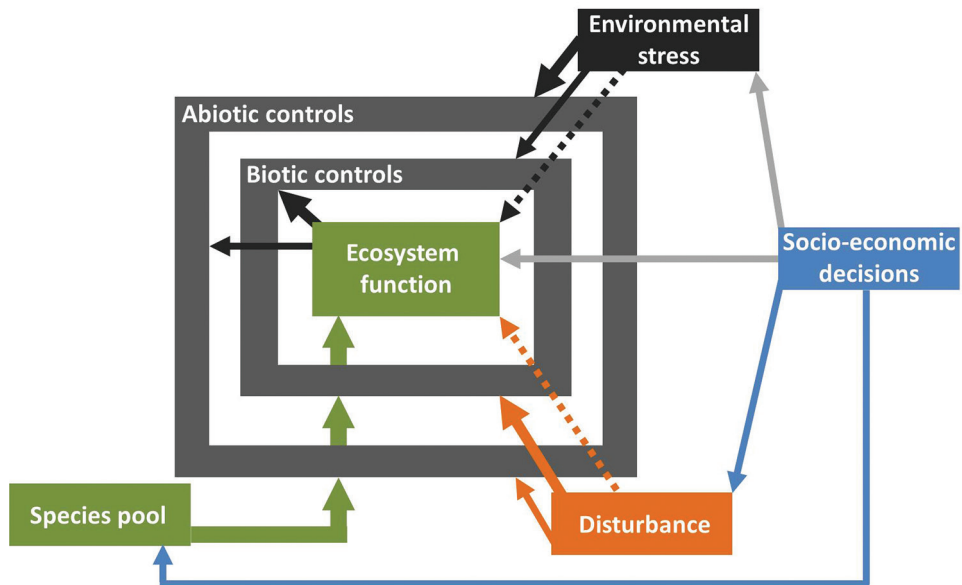 Environmental
stress
Abiotic controls
Biotic controls
Ecosystem
function
Socio-economic
decisions
Species pool
Disturbance